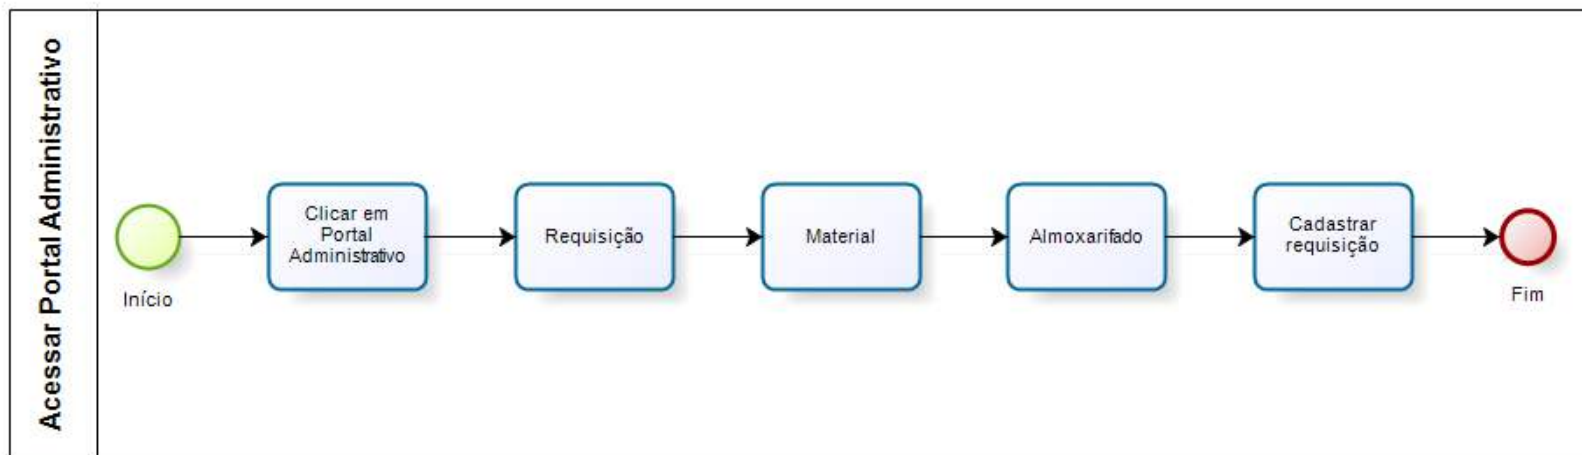 Acessar Portal Administrativo
Início
Clicar em
Portal
Administrativo
Requisição
Material
Almoxarifado
Cadastrar
requisição
Fim